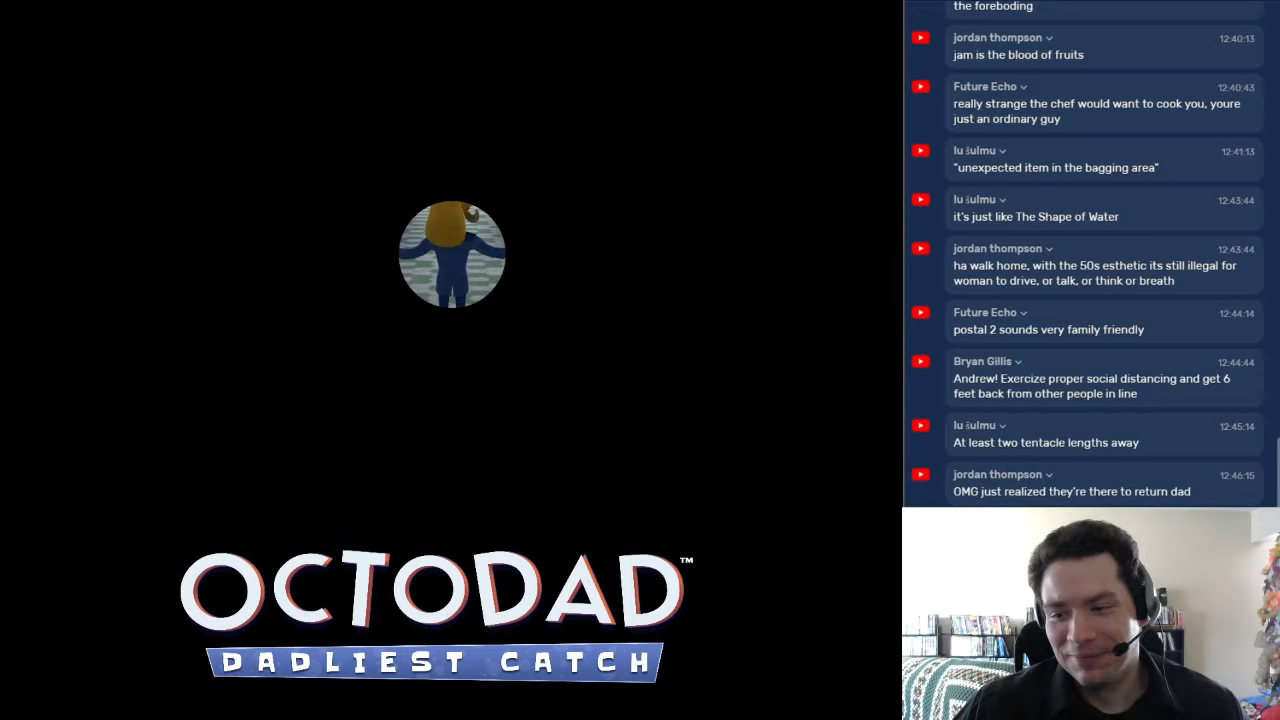 the foreboding
jordan thompson
12:40:13
jam is the blood of fruits
Future Echo
12:40:43
really strange the chef would want to cook you, youre
just an ordinary guy
lu šulmu
12:41:13
"unexpected item in the bagging area"
lu šulmu
12:43:44
it's just like The Shape of Water
jordan thompson
12:43:44
ha walk home, with the 50s esthetic its still illegal for
woman to drive, or talk, or think or breath
Future Echo
12:44:14
postal 2 sounds very family friendly
Bryan Gillis
12:44:44
Andrew! Exercize proper social distancing and get 6
feet back from other people in line
lu šulmu
12:45:14
At least two tentacle lengths away
jordan thompson
12:46:15
OMG just realized they're there to return dad
OCTODAD™
DADLIEST CATCH